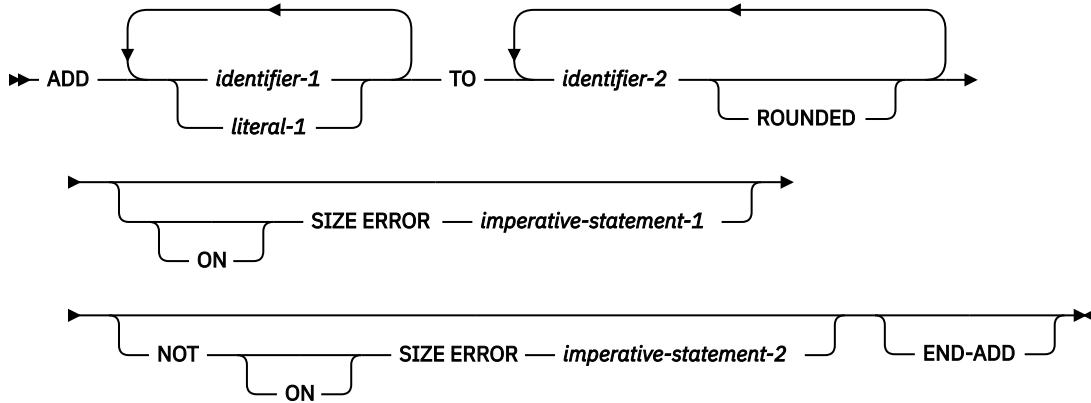 ADD identifier-1 TO identifier-2
literal-1 ROUNDED
SIZE ERROR imperative-statement-1
ON
NOT SIZE ERROR imperative-statement-2 END-ADD
ON